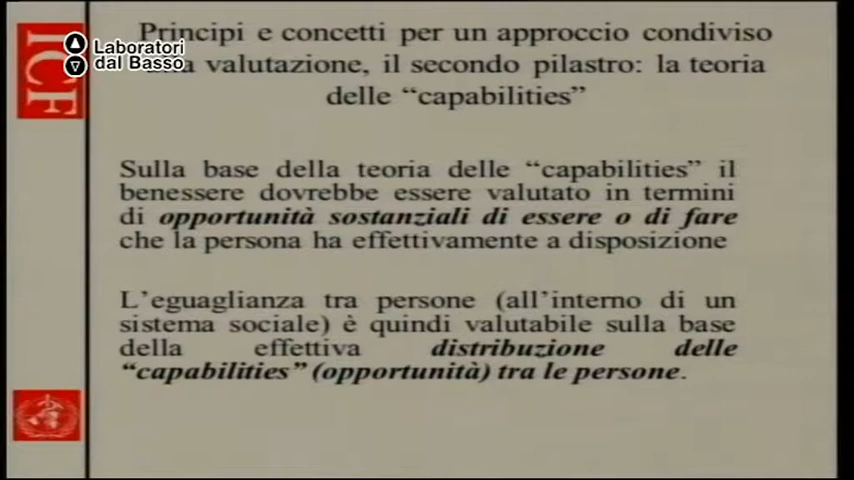 Principi e concetti per un approccio condiviso
alla valutazione, il secondo pilastro: la teoria
delle “capabilities”
ICF
Laboratori
dal Basso
Sulla base della teoria delle “capabilities” il
benessere dovrebbe essere valutato in termini
di opportunità sostanziali di essere o di fare
che la persona ha effettivamente a disposizione
L’eguaglianza tra persone (all’interno di un
sistema sociale) è quindi valutabile sulla base
della effettiva distribuzione delle
“capabilities” (opportunità) tra le persone.